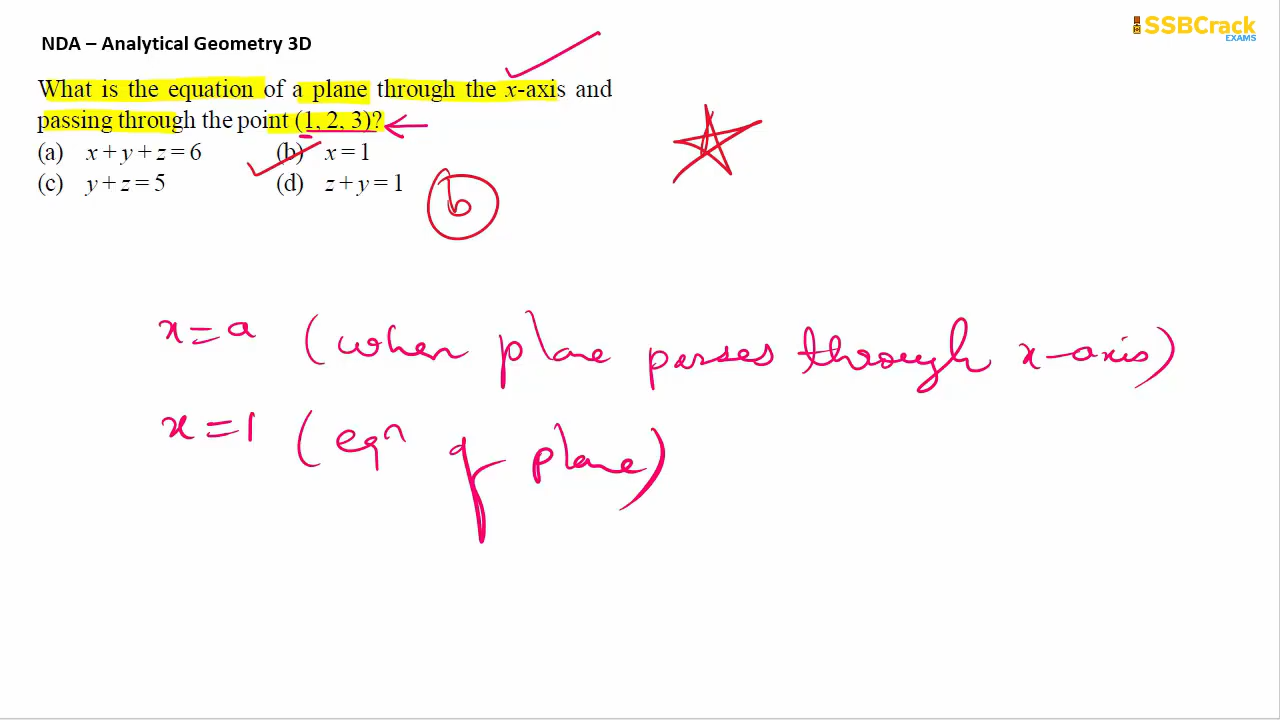 SSBCrack
EXAMS
NDA – Analytical Geometry 3D
What is the equation of a plane through the x-axis and
passing through the point (1, 2, 3)?
(a) x + y + z = 6 (b) x = 1
(c) y + z = 5 (d) z + y = 1
b
x = a (when plane passes through x-axis)
x = 1 (eqn of plane)